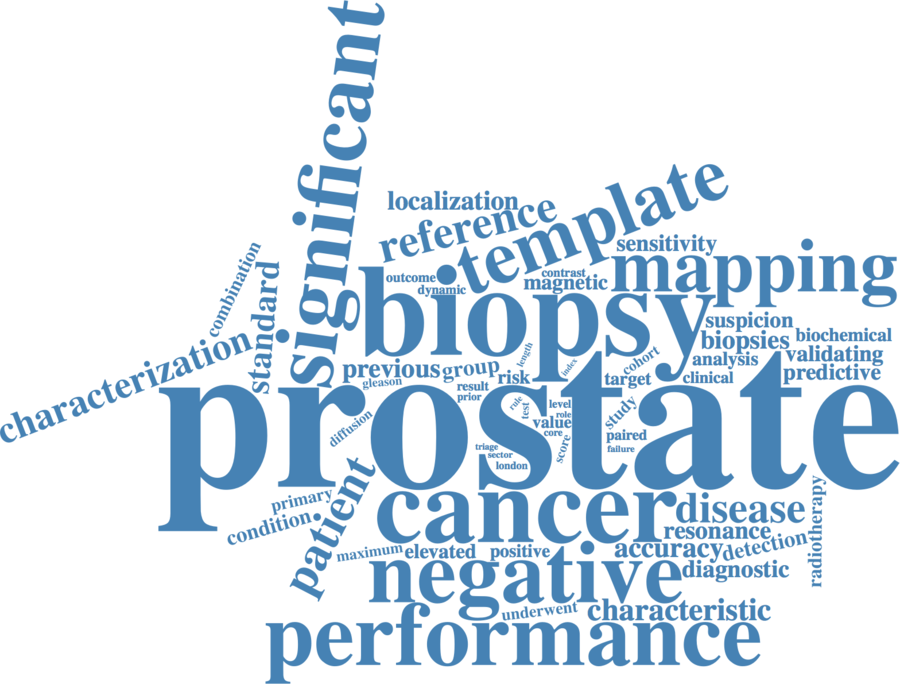 significant
localization
reference
template
sensitivity
mapping
combination
standard
outcome
dynamic
contrast
magnetic
biopsy
suspicion
biopsies
biochemical
characterization
previous
group
length
index
risk
cohort
target
analysis
clinical
validating
predictive
gleason
result
prior
prostate
diffusion
rule
test
level
role
value
core
score
study
paired
failure
triage
sector
london
patient
primary
condition
cancer
disease
resonance
radiotherapy
maximum
elevated
positive
accuracy
detection
negative
diagnostic
underwent
characteristic
performance